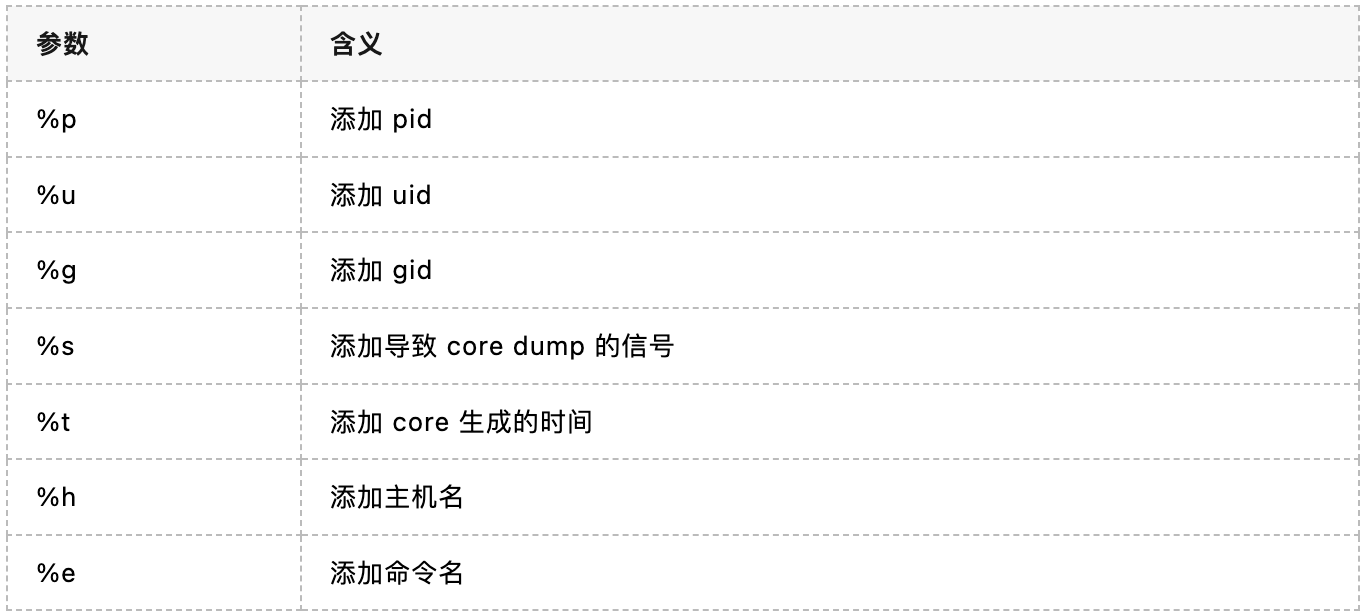 参数 含义
%p 添加 pid
%u 添加 uid
%g 添加 gid
%s 添加导致 core dump 的信号
%t 添加 core 生成的时间
%h 添加主机名
%e 添加命令名